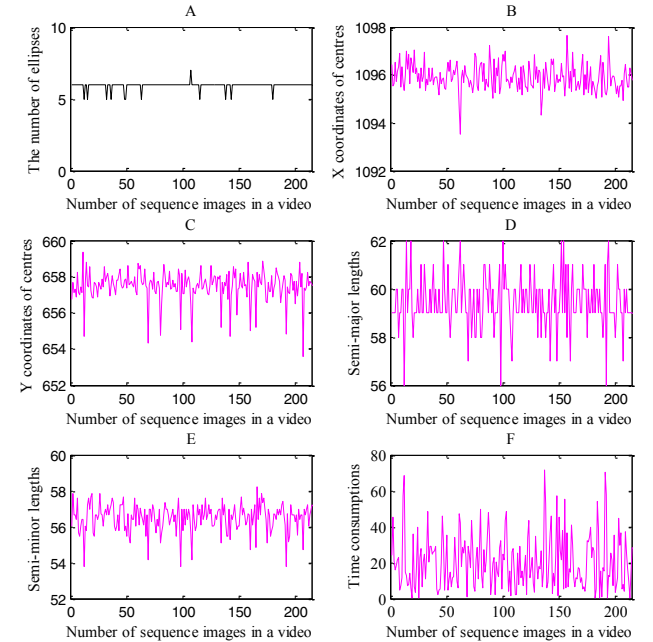 A
B
The number of ellipses
10
5
0
0 50 100 150 200
Number of sequence images in a video
X coordinates of centres
1098
1096
1094
1092
0 50 100 150 200
Number of sequence images in a video
C
D
Y coordinates of centres
660
658
656
654
652
0 50 100 150 200
Number of sequence images in a video
Semi-major lengths
62
60
58
56
0 50 100 150 200
Number of sequence images in a video
E
F
Semi-minor lengths
60
58
56
54
52
0 50 100 150 200
Number of sequence images in a video
Time consumptions
80
60
40
20
0
0 50 100 150 200
Number of sequence images in a video